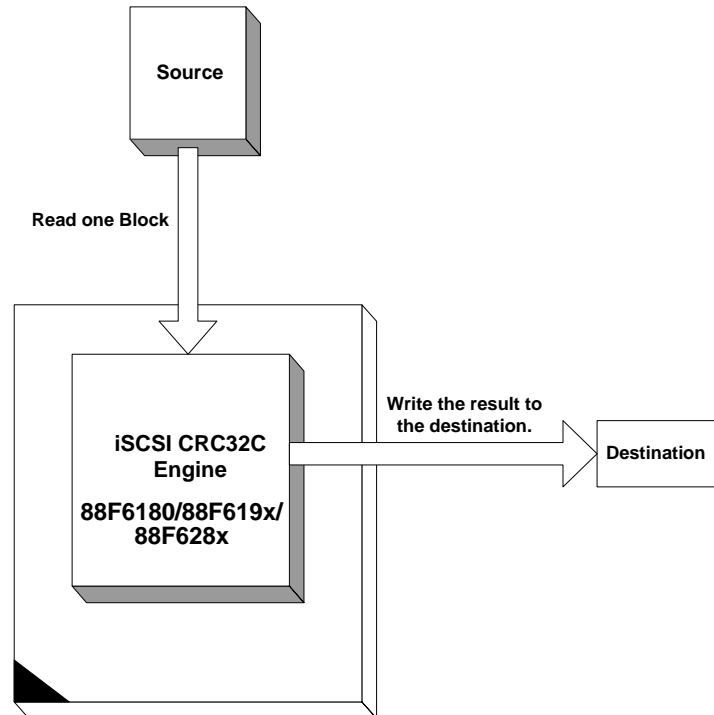 Source
Read one Block
Write the result to
the destination.
iSCSI CRC32C
Engine
88F6180/88F619x/
88F628x
Destination